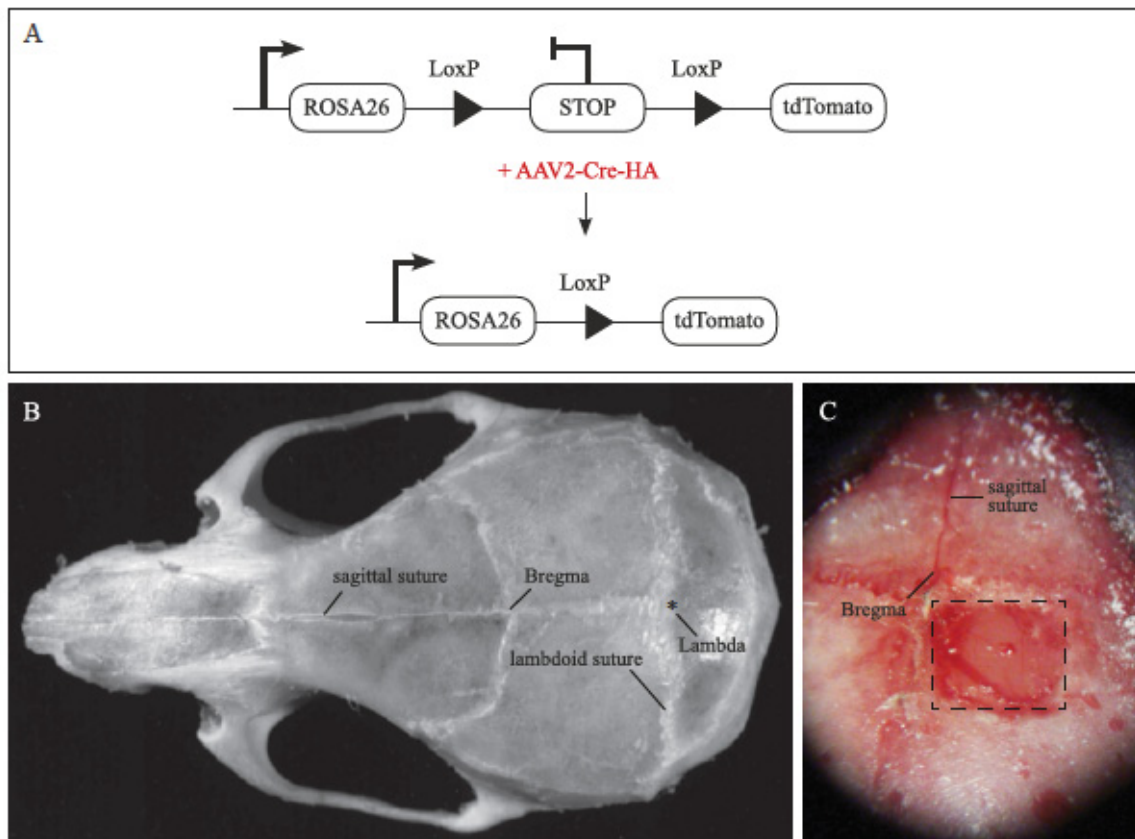 A
LoxP
LoxP
ROSA26
STOP
tdTomato
+ AAV2-Cre-HA
LoxP
ROSA26
tdTomato
B
sagittal suture
Bregma
*
Lambda
lambdoid suture
C
sagittal
suture
Bregma